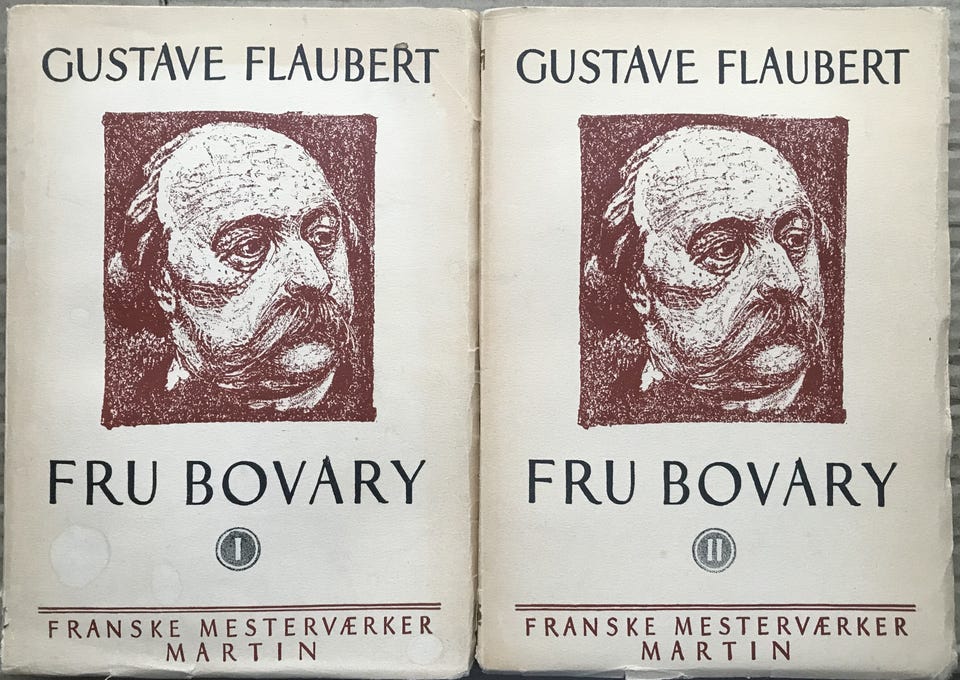 GUSTAVE FLAUBERT
FRU BOVARY
I
FRANSKE MESTERVÆRKER
MARTIN
GUSTAVE FLAUBERT
FRU BOVARY
II
FRANSKE MESTERVÆRKER
MARTIN